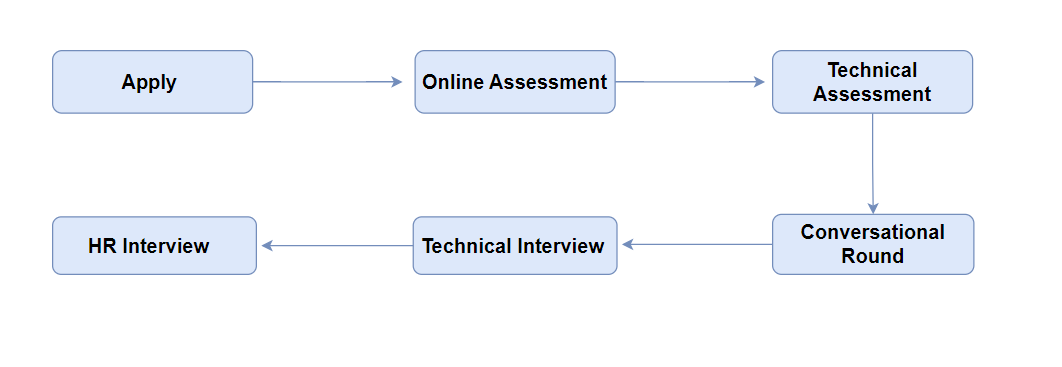 Apply
Online Assessment
Technical
Assessment
Conversational
Round
Technical Interview
HR Interview